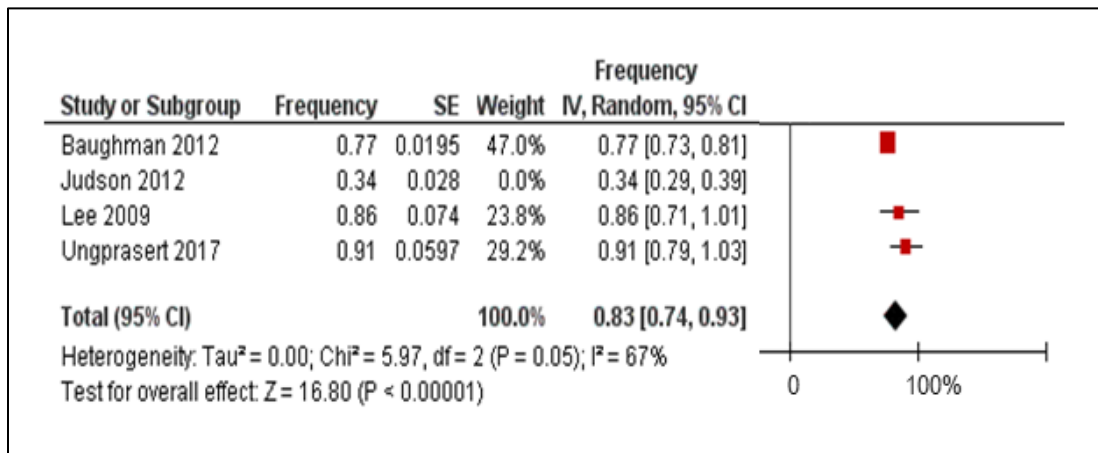 Frequency
Study or Subgroup Frequency SE Weight IV, Random, 95% CI
Baughman 2012 0.77 0.0195 47.0% 0.77 [0.73, 0.81]
Judson 2012 0.34 0.028 0.0% 0.34 [0.29, 0.39]
Lee 2009 0.86 0.074 23.8% 0.86 [0.71, 1.01]
Ungprasert 2017 0.91 0.0597 29.2% 0.91 [0.79, 1.03]
Total (95% CI) 100.0% 0.83 [0.74, 0.93]
Heterogeneity: Tau² = 0.00; Chi² = 5.97, df = 2 (P = 0.05); I² = 67%
Test for overall effect: Z = 16.80 (P < 0.00001)
0 100%